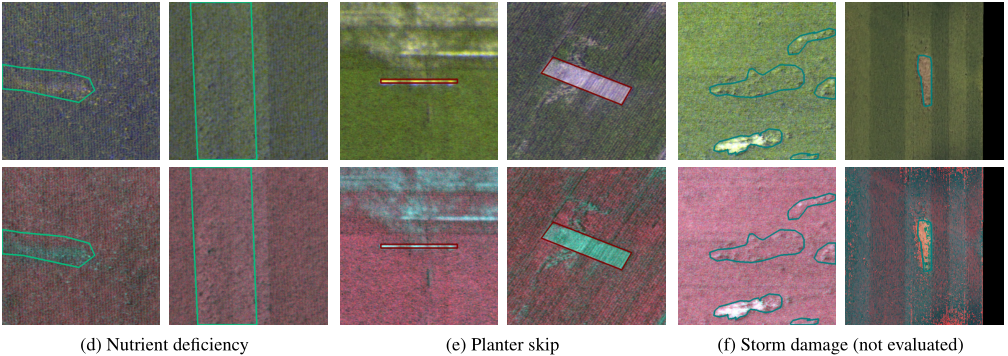 (d) Nutrient deficiency
(e) Planter skip
(f) Storm damage (not evaluated)